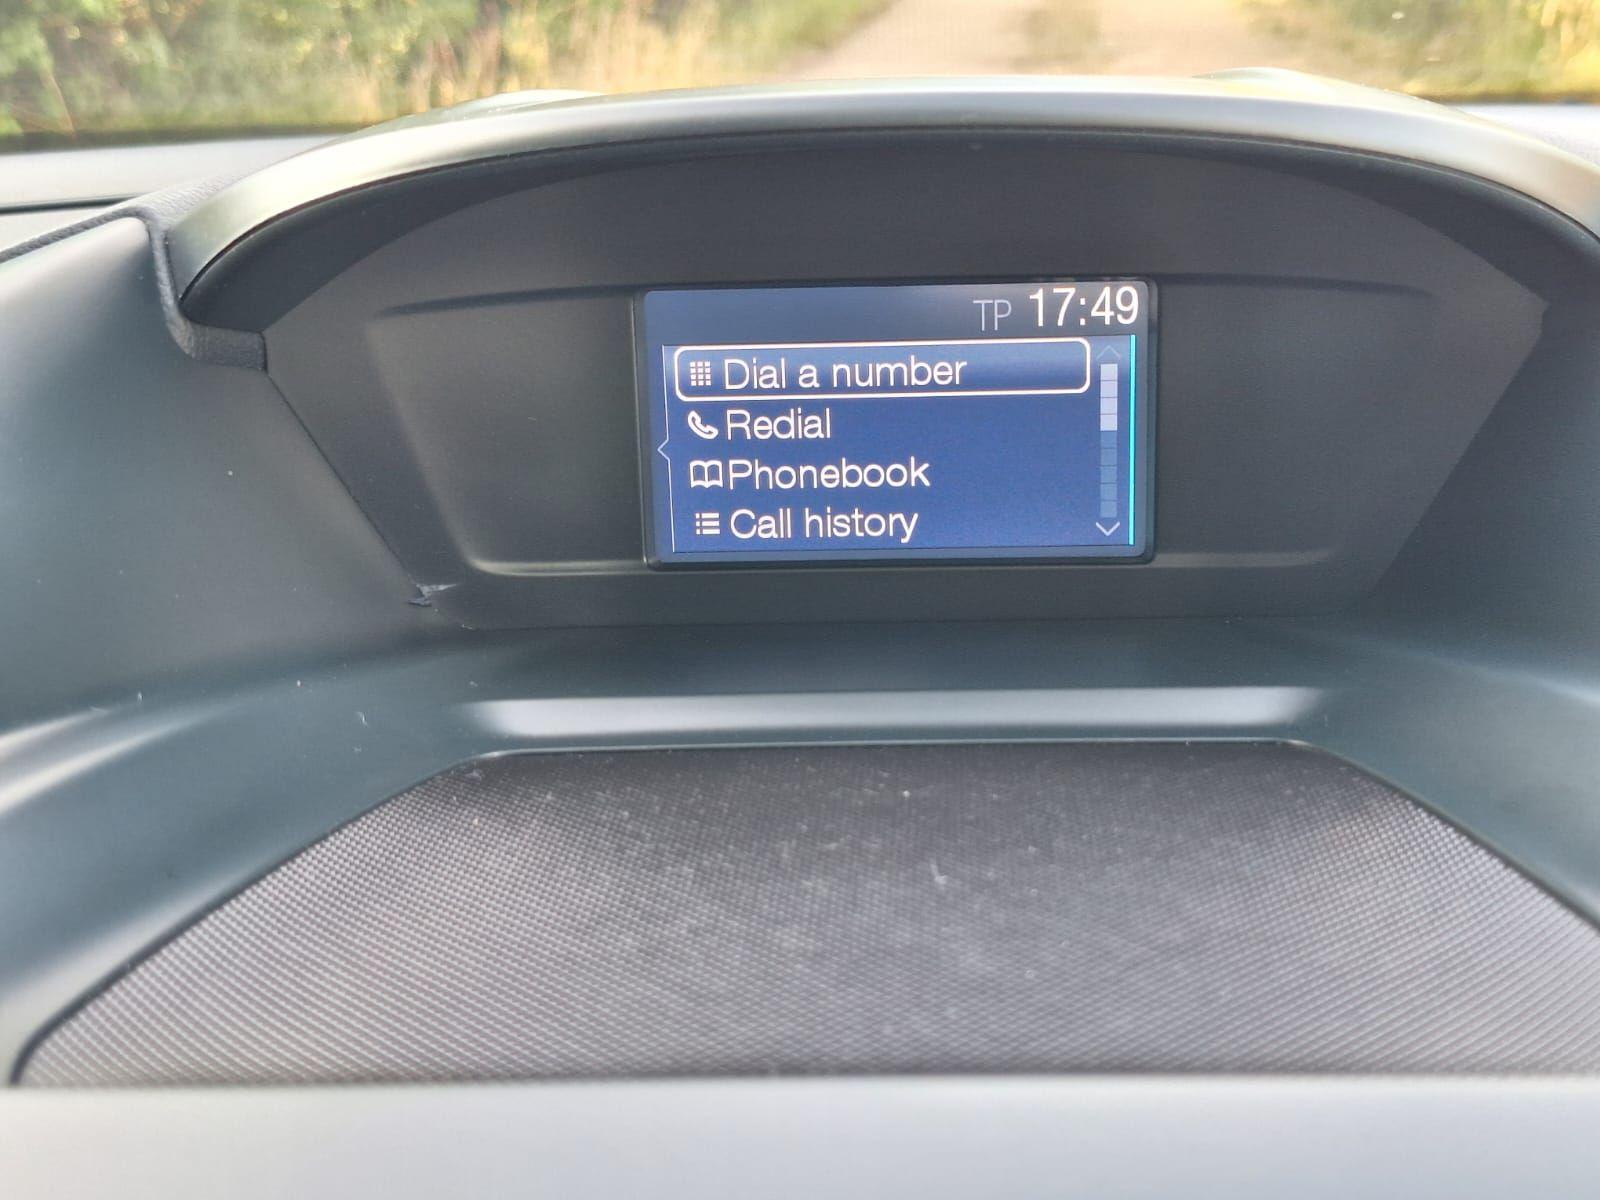 TP 17:49
Dial a number
Redial
Phonebook
Call history